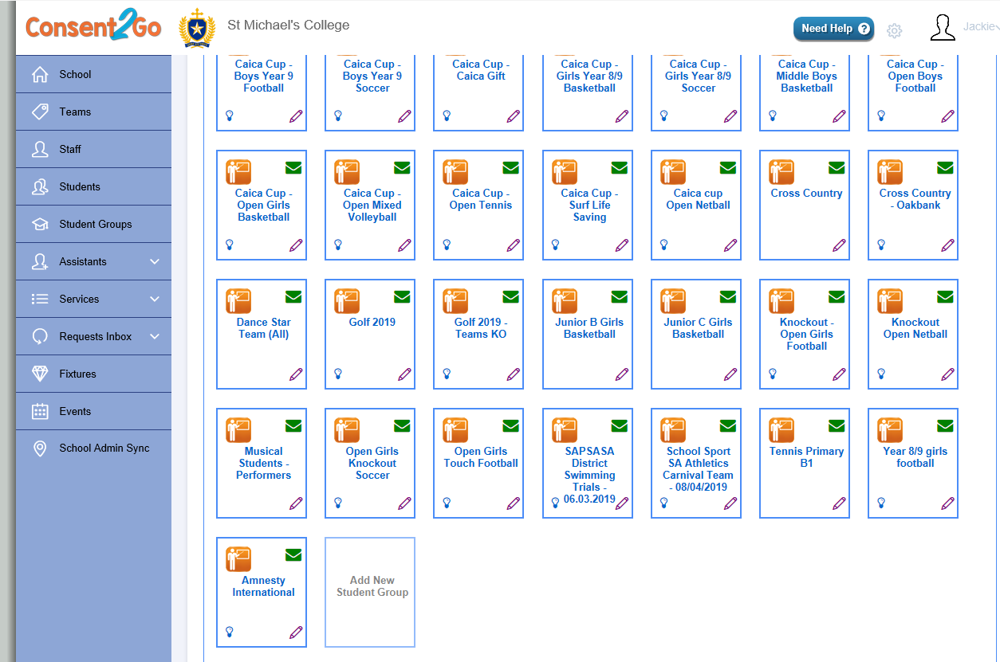 Consent2Go
St Michael's College
Need Help ?
Jackie
School
Teams
Staff
Students
Student Groups
Assistants
Services
Requests Inbox
Fixtures
Events
School Admin Sync
Caica Cup -
Boys Year 9
Football
Caica Cup -
Boys Year 9
Soccer
Caica Cup -
Caica Gift
Caica Cup -
Girls Year 8/9
Basketball
Caica Cup -
Girls Year 8/9
Soccer
Caica Cup -
Middle Boys
Basketball
Caica Cup -
Open Boys
Football
Caica Cup -
Open Girls
Basketball
Caica Cup -
Open Mixed
Volleyball
Caica Cup -
Open Tennis
Caica Cup -
Surf Life
Saving
Caica cup
Open Netball
Cross Country
Cross Country
- Oakbank
Dance Star
Team (All)
Golf 2019
Golf 2019 -
Teams KO
Junior B Girls
Basketball
Junior C Girls
Basketball
Knockout -
Open Girls
Football
Knockout
Open Netball
Musical
Students -
Performers
Open Girls
Knockout
Soccer
Open Girls
Touch Football
SAPSASA
District
Swimming
Trials -
06.03.2019
School Sport
SA Athletics
Carnival Team
- 08/04/2019
Tennis Primary
B1
Year 8/9 girls
football
Amnesty
International
Add New
Student Group